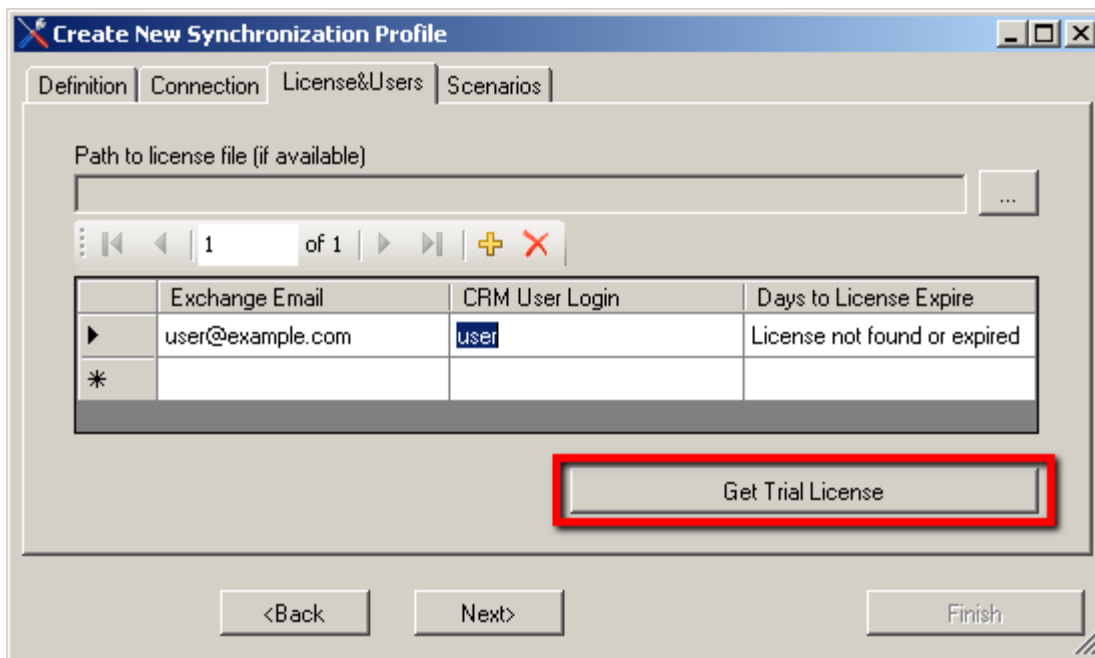 Create New Synchronization Profile
Definition Connection License&Users Scenarios
Path to license file (if available)
...
1 of 1
Exchange Email CRM User Login Days to License Expire
user@example.com user License not found or expired
Get Trial License
<Back Next> Finish